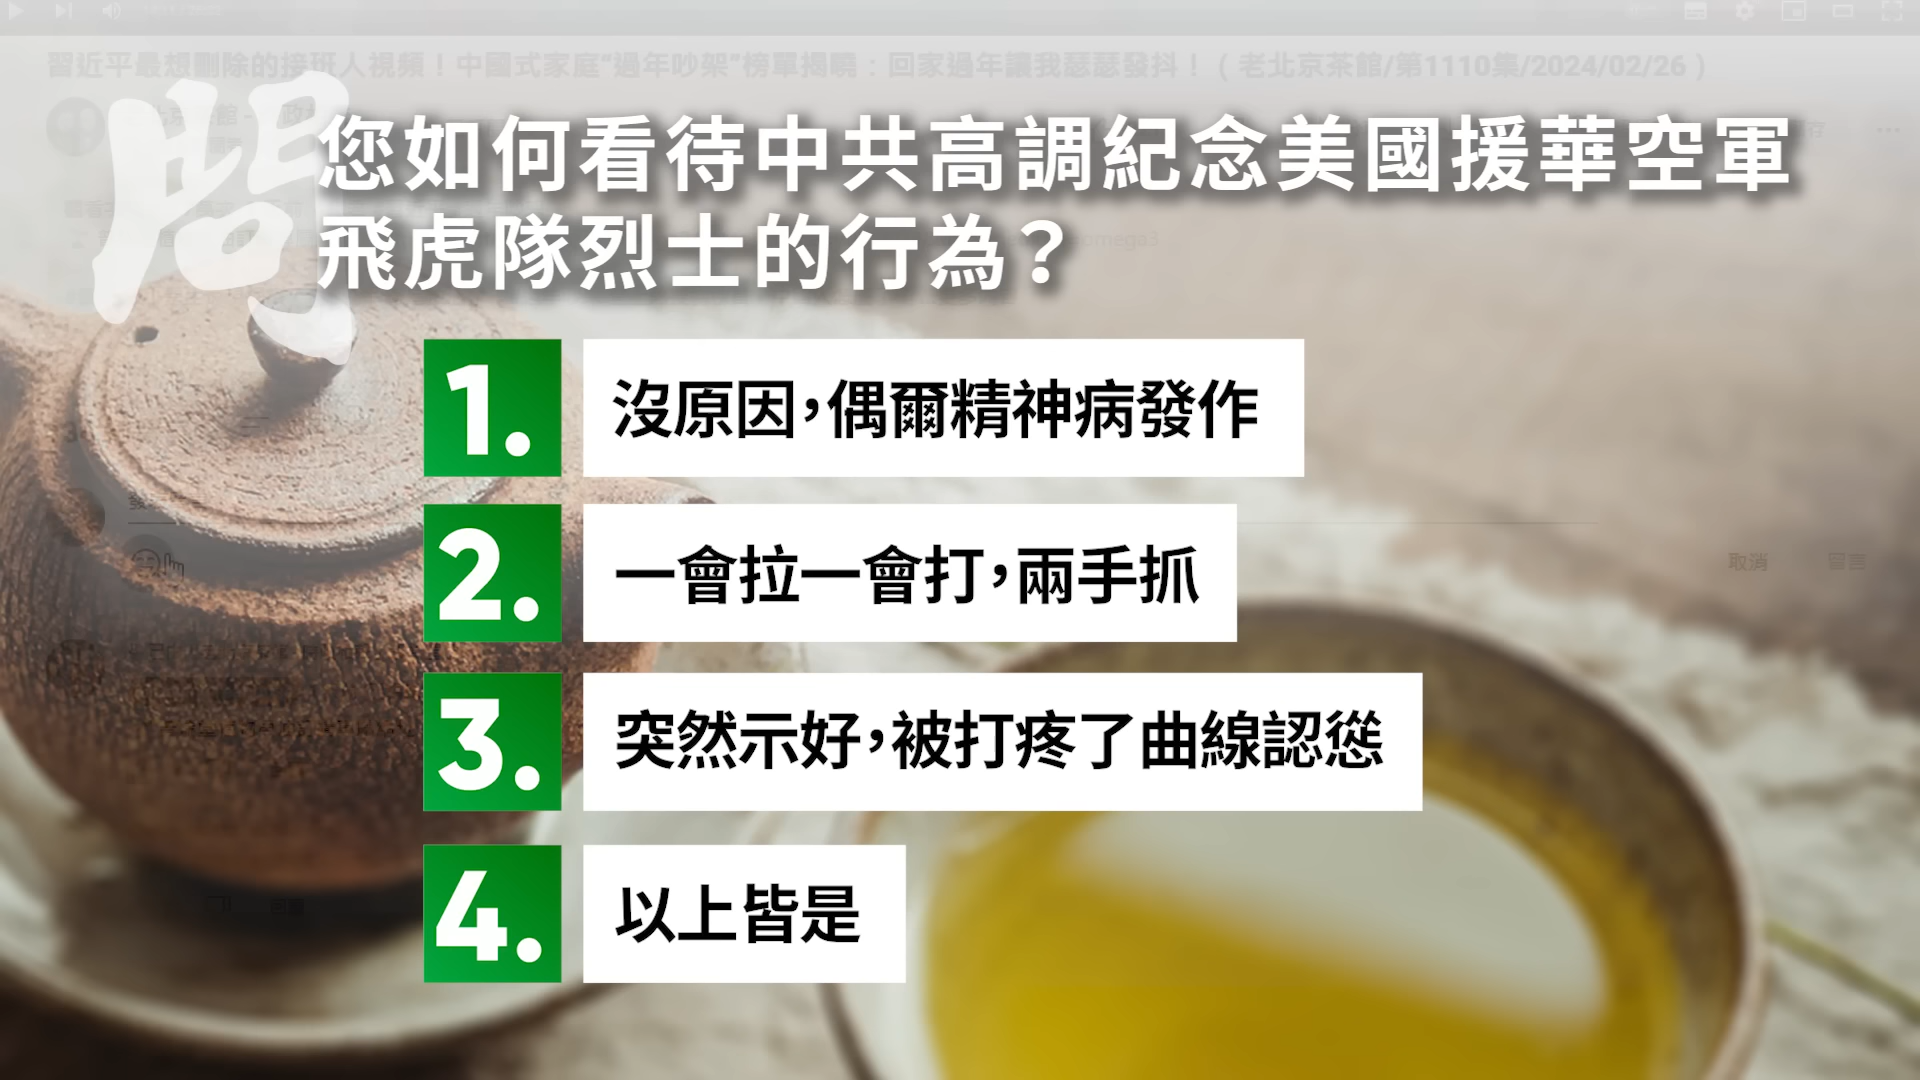 習近平最想刪除的接班人視頻！中國式家庭“過年吵架”榜單揭曉：回家過年讓我瑟瑟發抖！（老北京茶館/第1110集/2024/02/26）
問
您如何看待中共高調紀念美國援華空軍
飛虎隊烈士的行為？
1. 沒原因，偶爾精神病發作
2. 一會拉一會打，兩手抓
取消 留言
3. 突然示好，被打疼了曲線認慫
4. 以上皆是